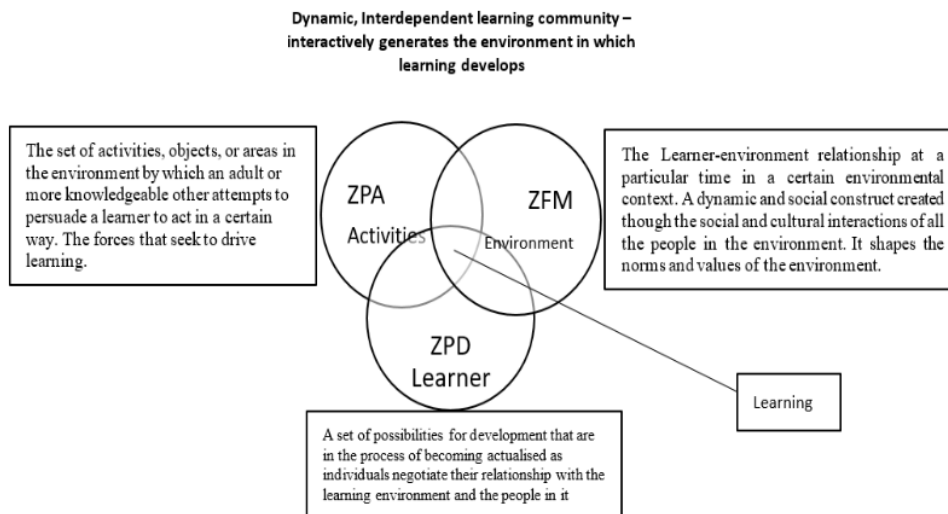 Dynamic, Interdependent learning community –
interactively generates the environment in which
learning develops
The set of activities, objects, or areas in
the environment by which an adult or
more knowledgeable other attempts to
persuade a learner to act in a certain
way. The forces that seek to drive
learning.
ZPA
Activities
ZFM
Environment
The Learner-environment relationship at a
particular time in a certain environmental
context. A dynamic and social construct created
though the social and cultural interactions of all
the people in the environment. It shapes the
norms and values of the environment.
ZPD
Learner
Learning
A set of possibilities for development that are
in the process of becoming actualised as
individuals negotiate their relationship with the
learning environment and the people in it